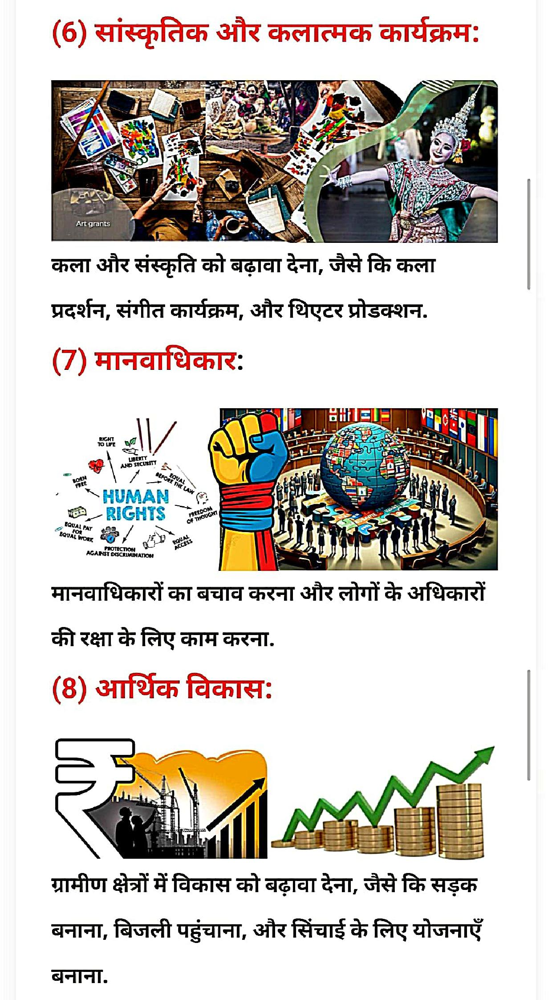 (6) सांस्कृतिक और कलात्मक कार्यक्रम:
Art grants
कला और संस्कृति को बढ़ावा देना, जैसे कि कला
प्रदर्शन, संगीत कार्यक्रम, और थिएटर प्रोडक्शन.
(7) मानवाधिकार:
RIGHT
TO LIFE
LIBERTY
AND SECURITY
EQUAL
BEFORE THE LAW
BORN
FREE
HUMAN
RIGHTS
FREEDOM
OF THOUGHT
EQUAL PAY
FOR
EQUAL WORK
EQUAL
ACCESS
PROTECTION
AGAINST DISCRIMINATION
मानवाधिकारों का बचाव करना और लोगों के अधिकारों
की रक्षा के लिए काम करना.
(8) आर्थिक विकास:
ग्रामीण क्षेत्रों में विकास को बढ़ावा देना, जैसे कि सड़क
बनाना, बिजली पहुंचाना, और सिंचाई के लिए योजनाएँ
बनाना.